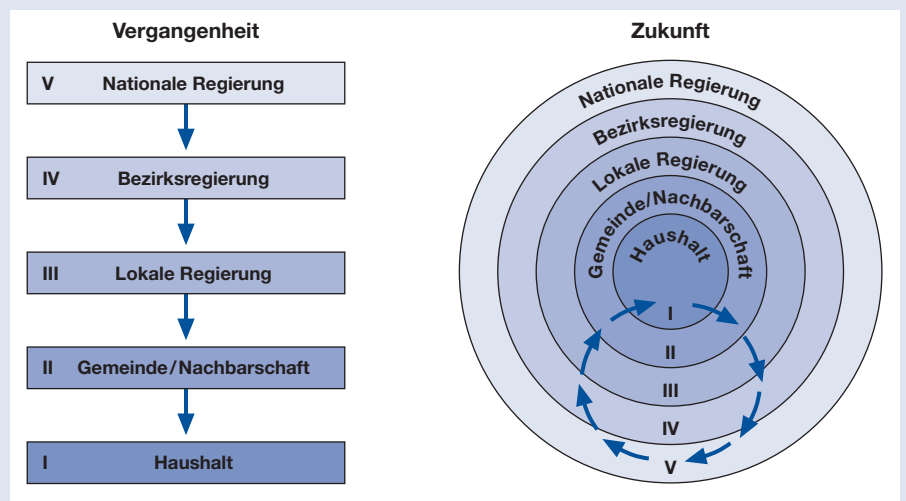 Vergangenheit
V Nationale Regierung
IV Bezirksregierung
III Lokale Regierung
II Gemeinde/Nachbarschaft
I Haushalt
Zukunft
Nationale Regierung
Bezirksregierung
Lokale Regierung
Gemeinde/Nachbarschaft
Haushalt
I
II
III
IV
V